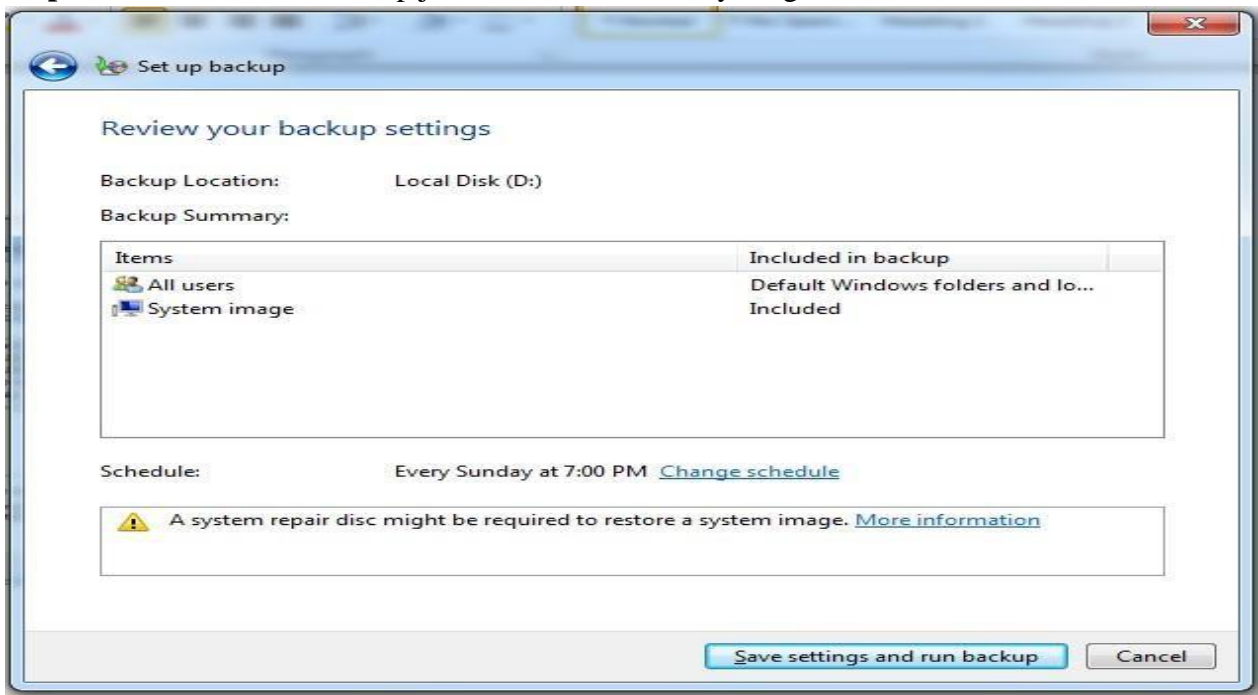 Set up backup
Review your backup settings
Backup Location: Local Disk (D:)
Backup Summary:
Items Included in backup
All users Default Windows folders and lo...
System image Included
Schedule: Every Sunday at 7:00 PM Change schedule
A system repair disc might be required to restore a system image. More information
Save settings and run backup Cancel